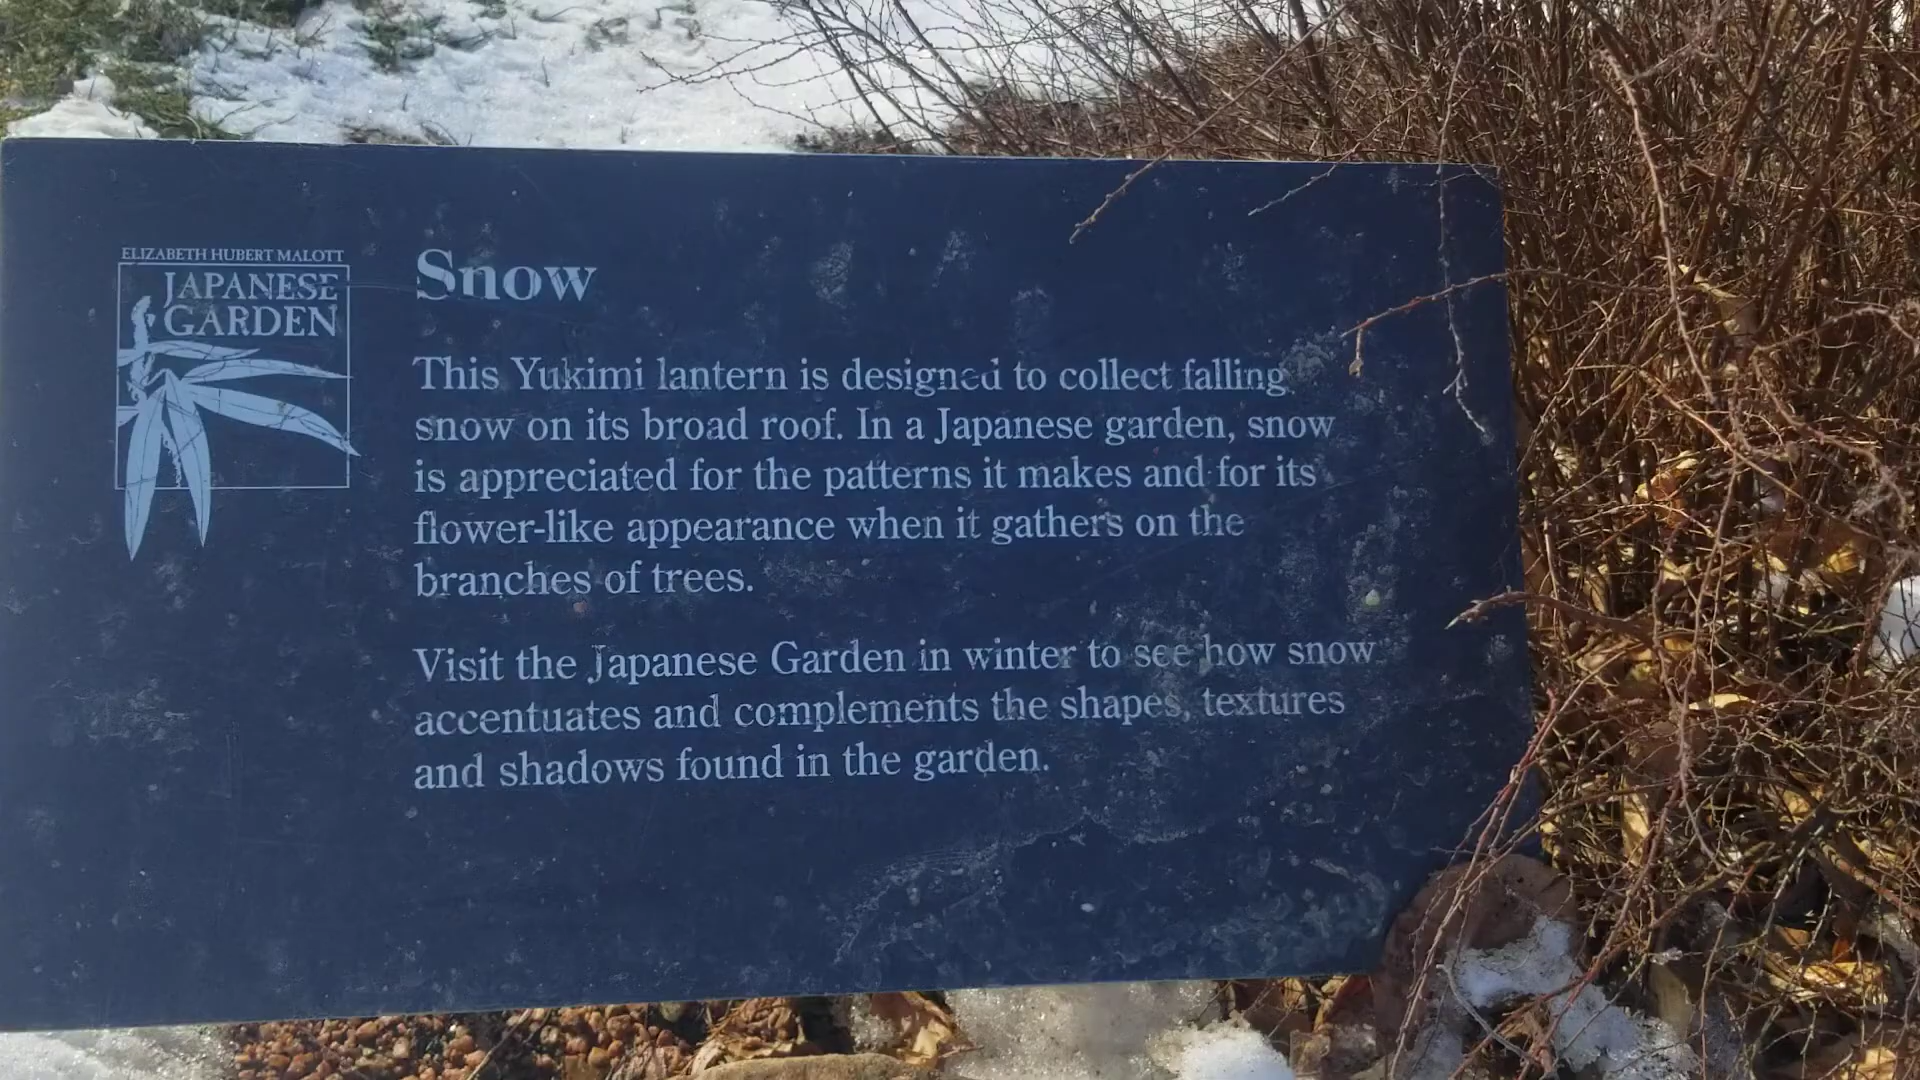 ELIZABETH HUBERT MALOTT
JAPANESE
GARDEN
Snow
This Yukimi lantern is designed to collect falling
snow on its broad roof. In a Japanese garden, snow
is appreciated for the patterns it makes and for its
flower-like appearance when it gathers on the
branches of trees.
Visit the Japanese Garden in winter to see how snow
accentuates and complements the shapes, textures
and shadows found in the garden.